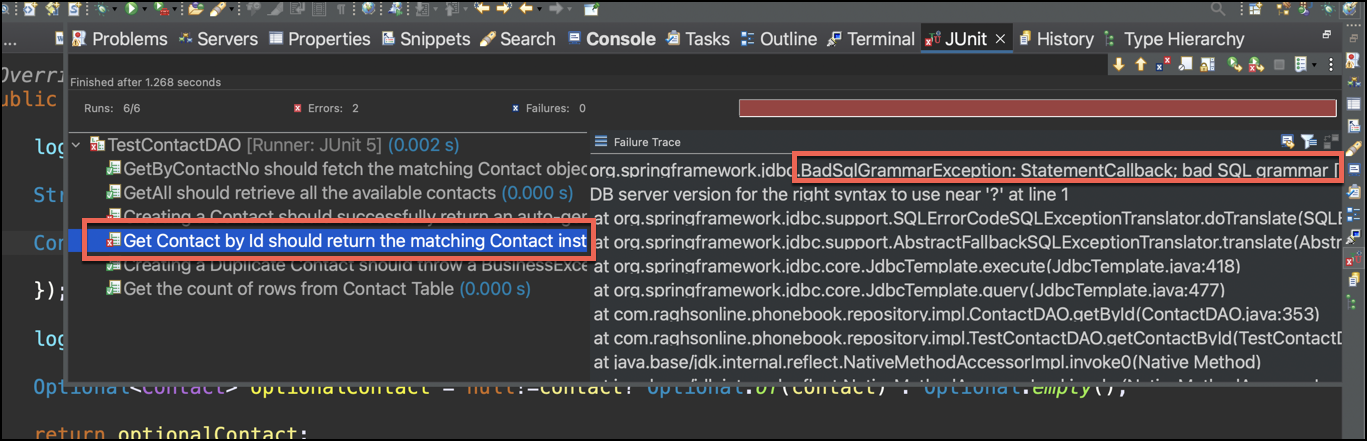 ... Problems Servers Properties Snippets Search Console Tasks Outline Terminal JUnit × History Type Hierarchy
Finished after 1.268 seconds
Runs: 6/6 Errors: 2 Failures: 0
TestContactDAO [Runner: JUnit 5] (0.002 s)
GetByContactNo should fetch the matching Contact objec
GetAll should retrieve all the available contacts (0.000 s)
Creating a Contact should successfully return an auto-ge
Get Contact by Id should return the matching Contact inst
Creating a Duplicate Contact should throw a BusinessExce
Get the count of rows from Contact Table (0.000 s)
Failure Trace
org.springframework.jdbc.BadSqlGrammarException: StatementCallback; bad SQL grammar [
DB server version for the right syntax to use near '?' at line 1
at org.springframework.jdbc.support.SQLErrorCodeSQLExceptionTranslator.doTranslate(SQLE
at org.springframework.jdbc.support.AbstractFallbackSQLExceptionTranslator.translate(Abs
at org.springframework.jdbc.core.JdbcTemplate.execute(JdbcTemplate.java:418)
at org.springframework.jdbc.core.JdbcTemplate.query(JdbcTemplate.java:477)
at com.raghsonline.phonebook.repository.impl.ContactDAO.getById(ContactDAO.java:353)
at com.raghsonline.phonebook.repository.impl.TestContactDAO.getContactById(TestContactD
at java.base/jdk.internal.reflect.NativeMethodAccessorImpl.invoke0(Native Method)
Overri
ublic
log
Str
Con
});
log
Optional<Contact> optionalContact = null!=contact? Optional.of(contact) : Optional.empty();
return optionalContact;